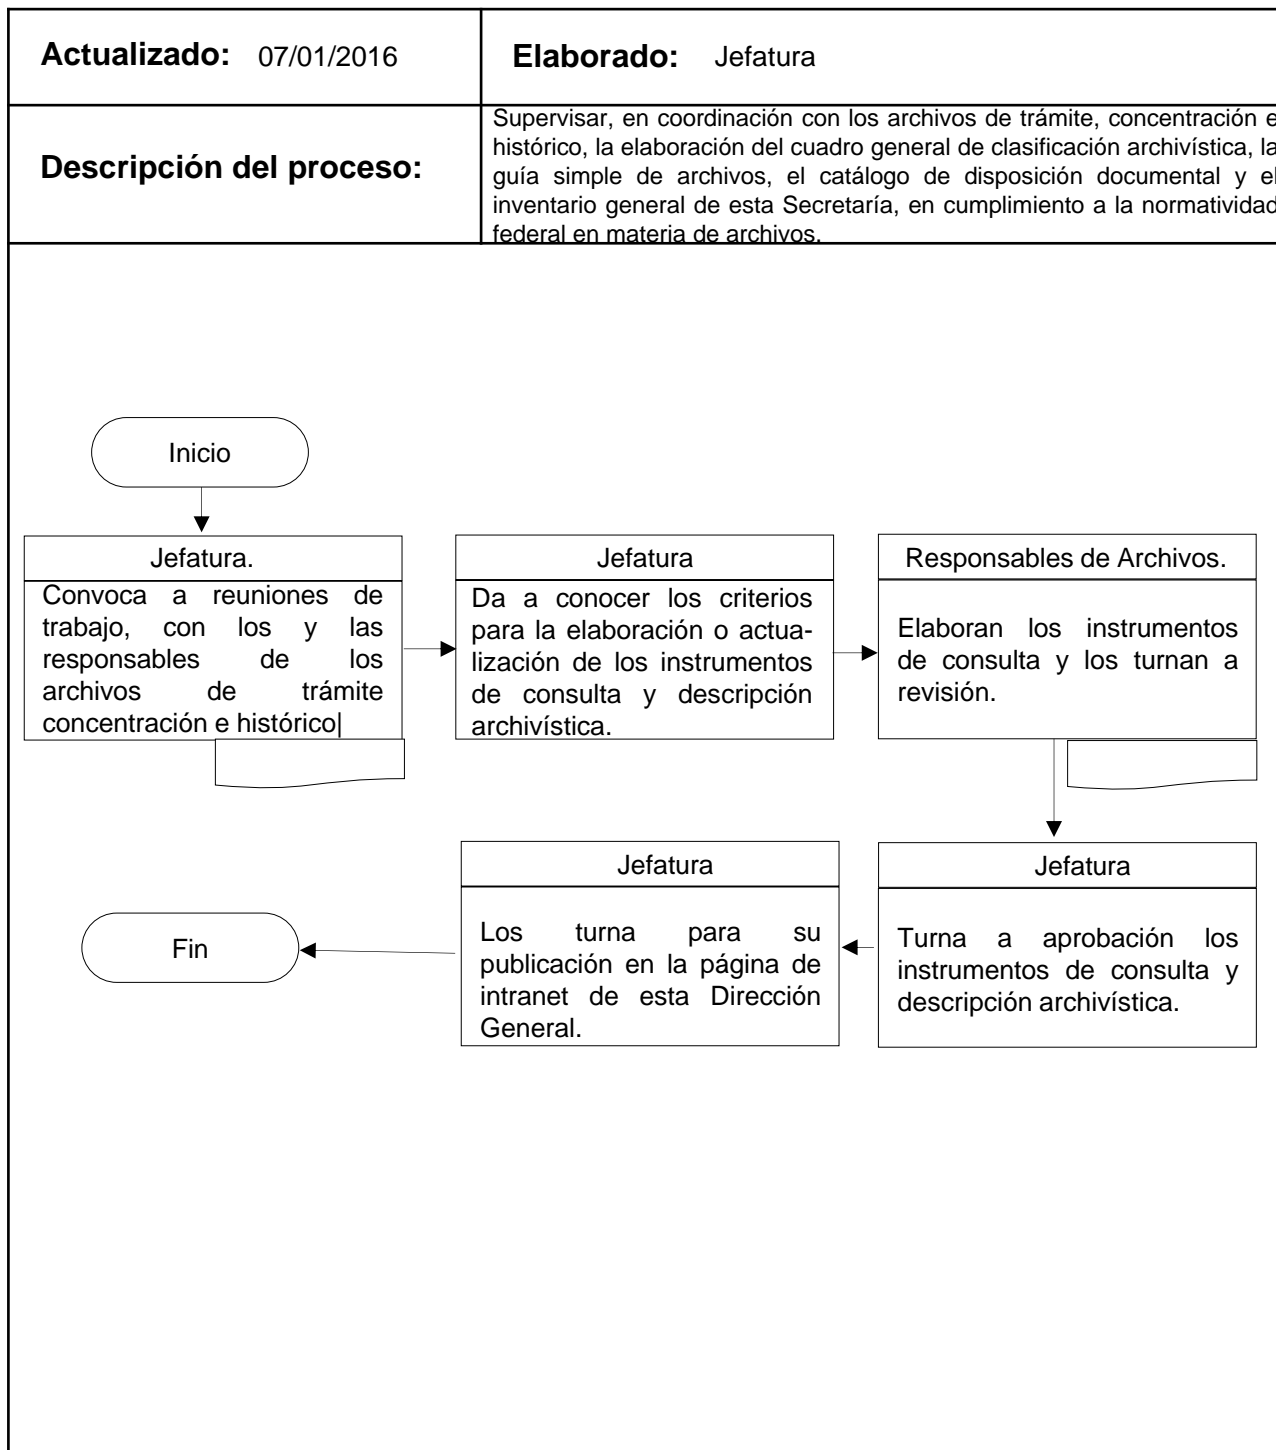 Actualizado: 07/01/2016
Elaborado: Jefatura
Descripción del proceso:
Supervisar, en coordinación con los archivos de trámite, concentración e
histórico, la elaboración del cuadro general de clasificación archivística, la
guía simple de archivos, el catálogo de disposición documental y el
inventario general de esta Secretaría, en cumplimiento a la normatividad
federal en materia de archivos.
Inicio
Jefatura.
Convoca a reuniones de
trabajo, con los y las
responsables de los
archivos de trámite
concentración e histórico|
Jefatura
Da a conocer los criterios
para la elaboración o actua-
lización de los instrumentos
de consulta y descripción
archivística.
Responsables de Archivos.
Elaboran los instrumentos
de consulta y los turnan a
revisión.
Jefatura
Turna a aprobación los
instrumentos de consulta y
descripción archivística.
Jefatura
Los turna para su
publicación en la página de
intranet de esta Dirección
General.
Fin